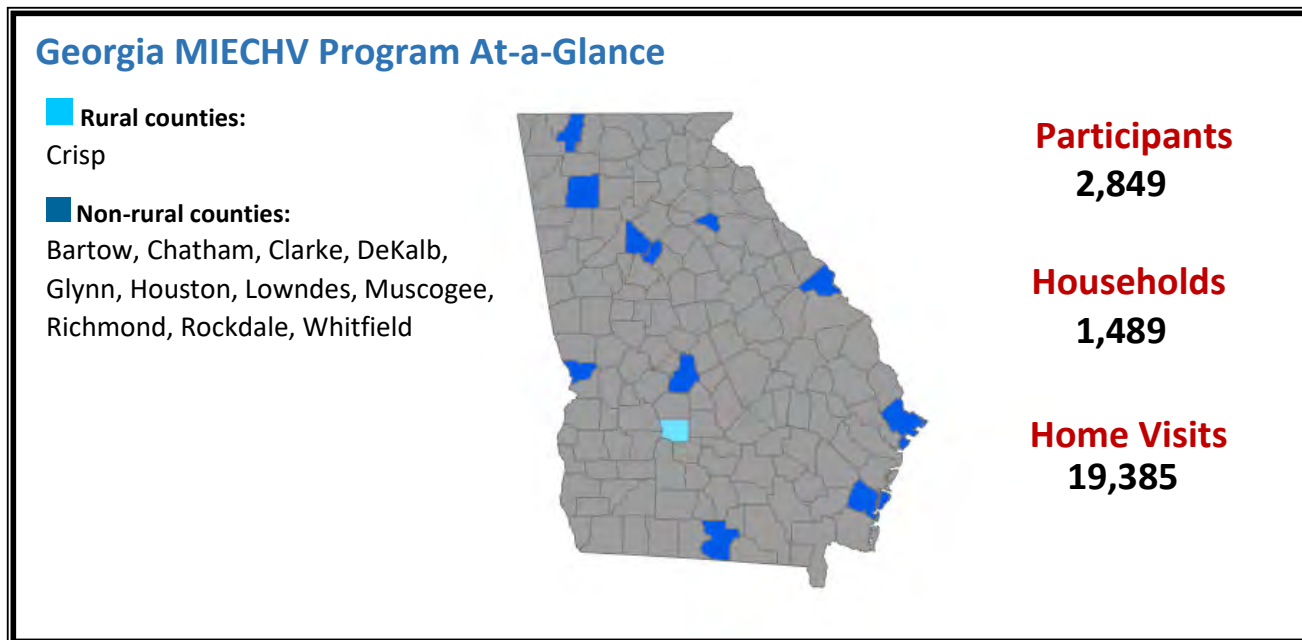 Georgia MIECHV Program At-a-Glance
Rural counties:
Crisp
Non-rural counties:
Bartow, Chatham, Clarke, DeKalb,
Glynn, Houston, Lowndes, Muscogee,
Richmond, Rockdale, Whitfield
Participants
2,849
Households
1,489
Home Visits
19,385